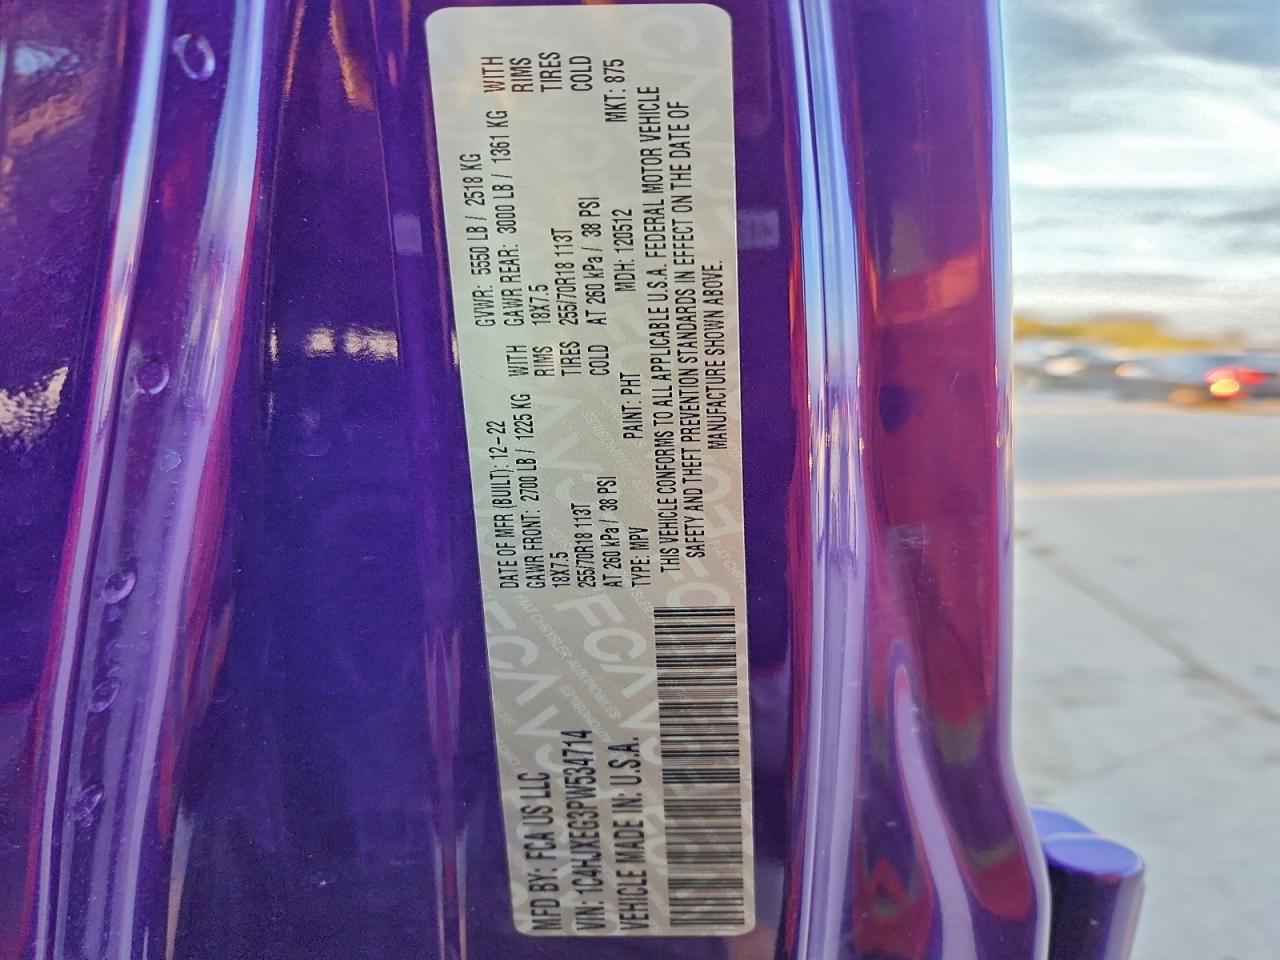 MFD BY: FCA US LLC
DATE OF MFR (BUILT): 12-22
GVWR: 5550 LB / 2518 KG
GAWR FRONT: 2700 LB / 1225 KG WITH
18X7.5 RIMS
255/70R18 113T TIRES
AT 260 kPa / 38 PSI COLD
GAWR REAR: 3000 LB / 1361 KG WITH
18X7.5 RIMS
255/70R18 113T TIRES
AT 260 kPa / 38 PSI COLD
VIN: 1C4HJXEG3PW534714
TYPE: MPV PAINT: PHT MDH: 120512 MKT: 875
VEHICLE MADE IN: U.S.A.
THIS VEHICLE CONFORMS TO ALL APPLICABLE U.S.A. FEDERAL MOTOR VEHICLE
SAFETY AND THEFT PREVENTION STANDARDS IN EFFECT ON THE DATE OF
MANUFACTURE SHOWN ABOVE.
FCA
FIAT CHRYSLER AUTOMOBILES